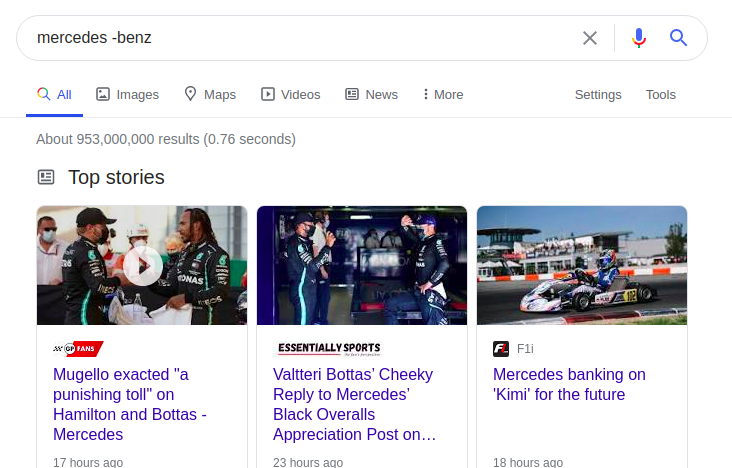 mercedes -benz
All Images Maps Videos News More Settings Tools
About 953,000,000 results (0.76 seconds)
Top stories
GP FANS
Mugello exacted "a
punishing toll" on
Hamilton and Bottas -
Mercedes
17 hours ago
ESSENTIALLY SPORTS
the fan's perspective
Valtteri Bottas' Cheeky
Reply to Mercedes'
Black Overalls
Appreciation Post on…
23 hours ago
F1i
Mercedes banking on
'Kimi' for the future
18 hours ago